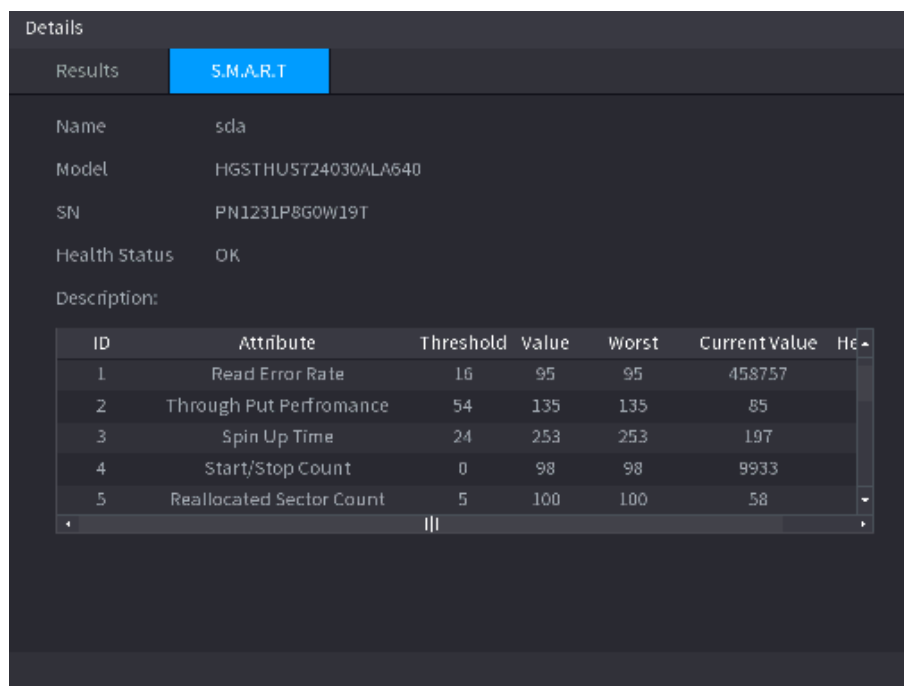 Details
Results S.M.A.R.T
Name sda
Model HGSTHUS724030ALA640
SN PN1231P8G0W19T
Health Status OK
Description:
ID Attribute Threshold Value Worst Current Value He
1 Read Error Rate 16 95 95 458757
2 Through Put Perfromance 54 135 135 85
3 Spin Up Time 24 253 253 197
4 Start/Stop Count 0 98 98 9933
5 Reallocated Sector Count 5 100 100 58